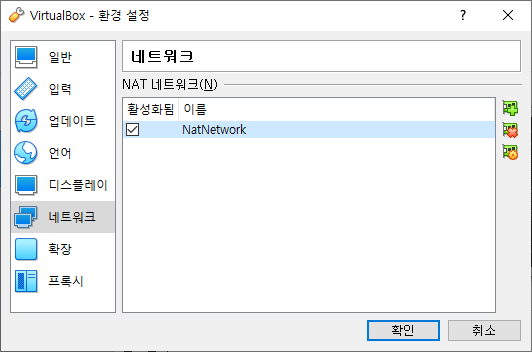 VirtualBox - 환경 설정
?
일반
입력
업데이트
언어
디스플레이
네트워크
확장
프록시
네트워크
NAT 네트워크(N)
활성화됨 이름
NatNetwork
확인 취소